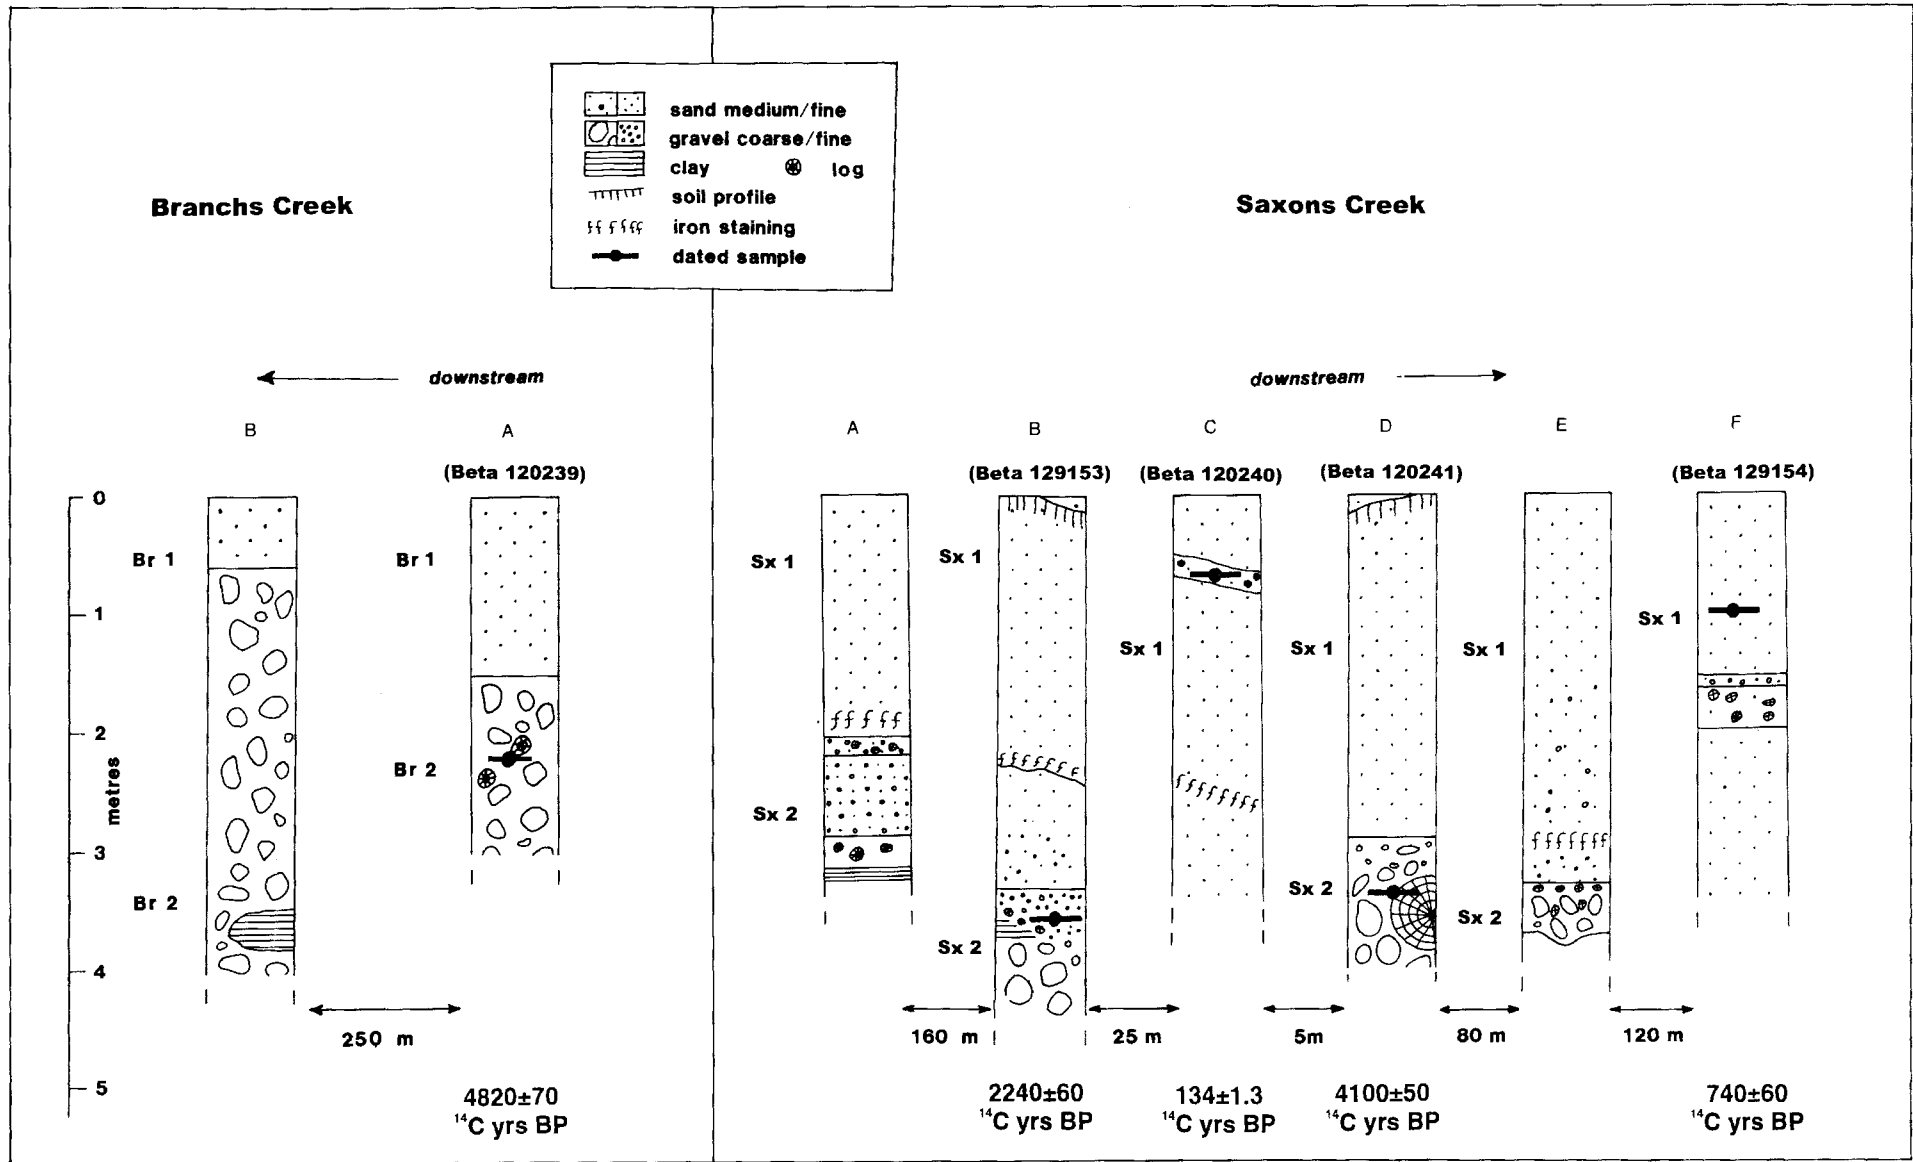 sand medium/fine
gravel coarse/fine
clay log
soil profile
iron staining
dated sample
Branchs Creek
Saxons Creek
downstream
downstream
B
A
(Beta 120239)
A
B
(Beta 129153)
C
(Beta 120240)
D
(Beta 120241)
E
F
(Beta 129154)
metres
0
1
2
3
4
5
Br 1
Br 2
Br 1
Br 2
Sx 1
Sx 2
Sx 1
Sx 2
Sx 1
Sx 1
Sx 2
Sx 1
Sx 2
Sx 1
250 m
160 m
25 m
5m
80 m
120 m
4820±70
14C yrs BP
2240±60
14C yrs BP
134±1.3
14C yrs BP
4100±50
14C yrs BP
740±60
14C yrs BP